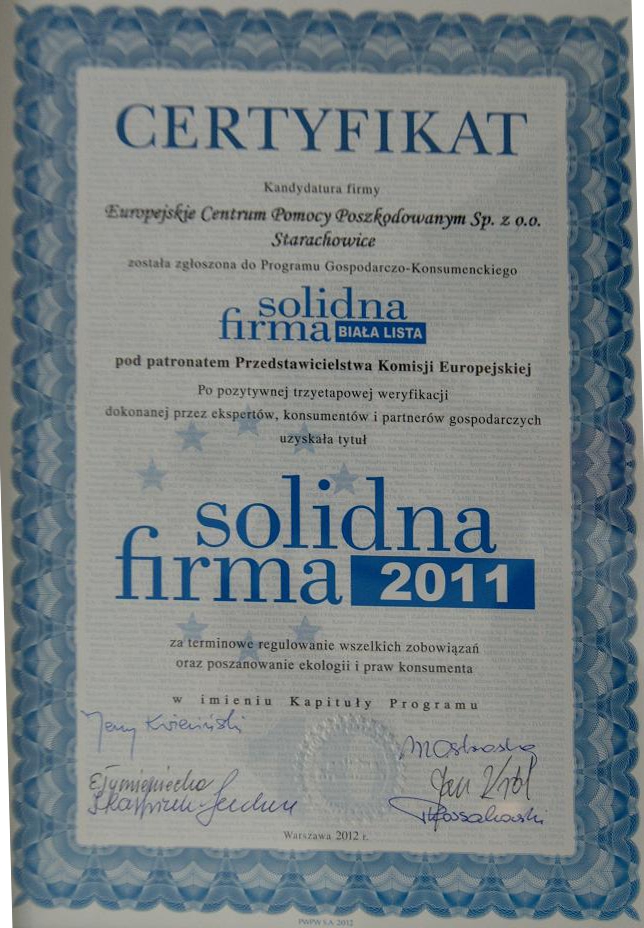 CERTYFIKAT
Kandydatura firmy
Europejskie Centrum Pomocy Poszkodowanym Sp. z o.o.
Starachowice
została zgłoszona do Programu Gospodarczo-Konsumenckiego
solidna
firma BIAŁA LISTA
pod patronatem Przedstawicielstwa Komisji Europejskiej
Po pozytywnej trzyetapowej weryfikacji
dokonanej przez ekspertów, konsumentów i partnerów gospodarczych
uzyskała tytuł
solidna
firma 2011
za terminowe regulowanie wszelkich zobowiązań
oraz poszanowanie ekologii i praw konsumenta
w imieniu Kapituły Programu
Jan Król
Warszawa 2012 r.
PWPW S.A. 2012